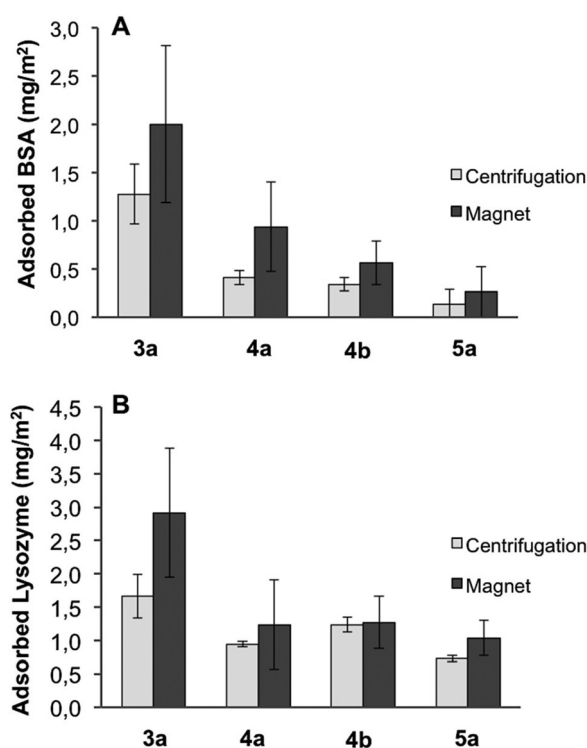 A
Adsorbed BSA (mg/m²)
3,0
2,5
2,0
1,5
1,0
0,5
0,0
Centrifugation
Magnet
3a 4a 4b 5a
B
Adsorbed Lysozyme (mg/m²)
4,5
4,0
3,5
3,0
2,5
2,0
1,5
1,0
0,5
0,0
Centrifugation
Magnet
3a 4a 4b 5a